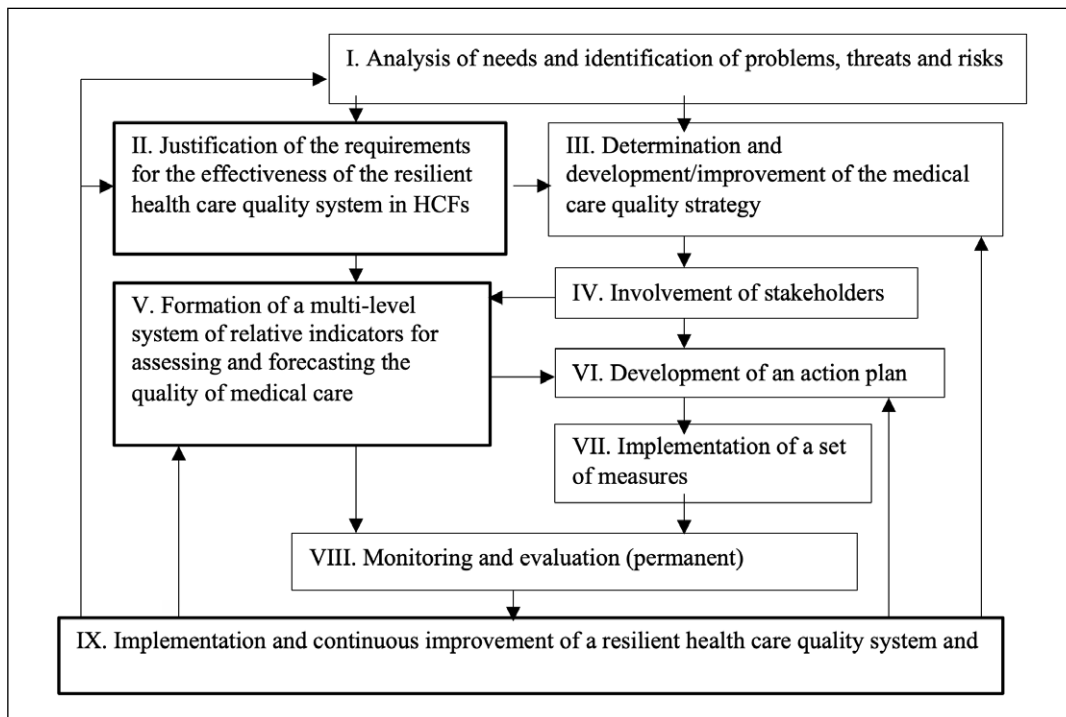 I. Analysis of needs and identification of problems, threats and risks
II. Justification of the requirements
for the effectiveness of the resilient
health care quality system in HCFs
III. Determination and
development/improvement of the medical
care quality strategy
IV. Involvement of stakeholders
V. Formation of a multi-level
system of relative indicators for
assessing and forecasting the
quality of medical care
VI. Development of an action plan
VII. Implementation of a set
of measures
VIII. Monitoring and evaluation (permanent)
IX. Implementation and continuous improvement of a resilient health care quality system and